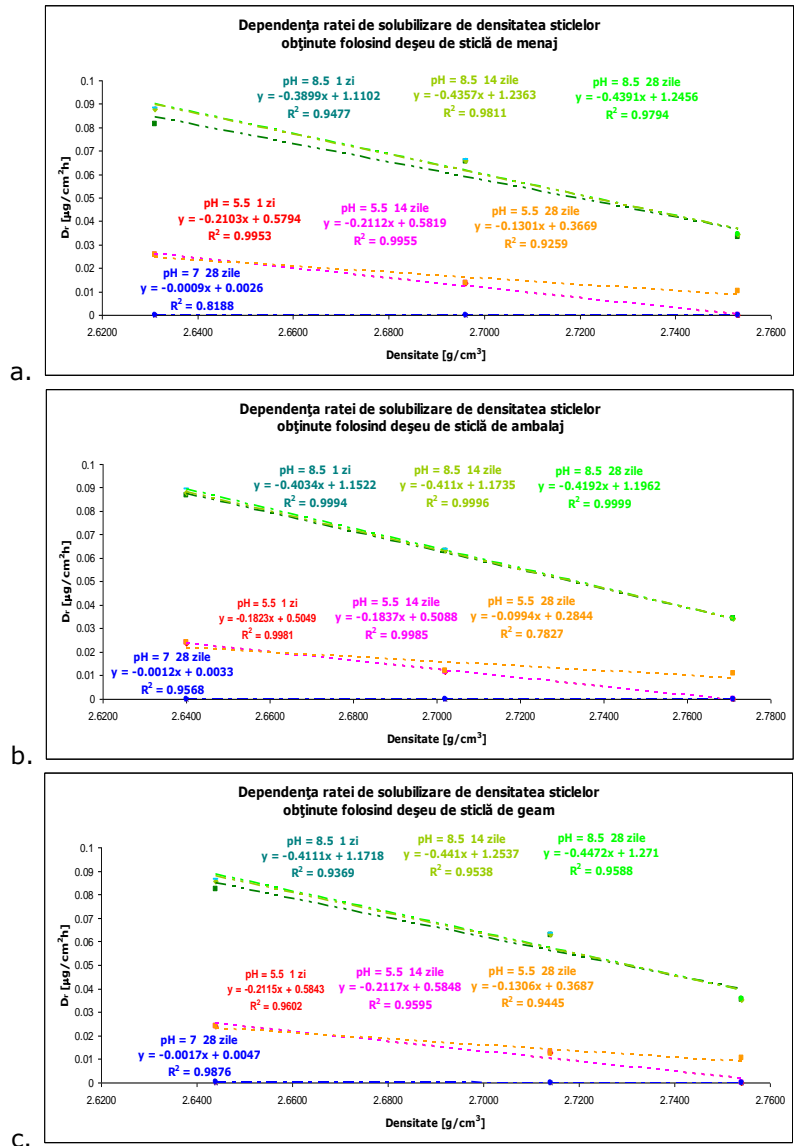 Dependența ratei de solubilizare de densitatea sticlelor
obținute folosind deșeu de sticlă de menaj
pH = 8.5 1 zi
y = -0.3899x + 1.1102
R² = 0.9477
pH = 8.5 14 zile
y = -0.4357x + 1.2363
R² = 0.9811
pH = 8.5 28 zile
y = -0.4391x + 1.2456
R² = 0.9794
pH = 5.5 1 zi
y = -0.2103x + 0.5794
R² = 0.9953
pH = 5.5 14 zile
y = -0.2112x + 0.5819
R² = 0.9955
pH = 5.5 28 zile
y = -0.1301x + 0.3669
R² = 0.9259
pH = 7 28 zile
y = -0.0009x + 0.0026
R² = 0.8188
Dᵣ [µg/cm²h]
0.1
0.09
0.08
0.07
0.06
0.05
0.04
0.03
0.02
0.01
0
2.6200 2.6400 2.6600 2.6800 2.7000 2.7200 2.7400 2.7600
Densitate [g/cm³]
a.
Dependența ratei de solubilizare de densitatea sticlelor
obținute folosind deșeu de sticlă de ambalaj
pH = 8.5 1 zi
y = -0.4034x + 1.1522
R² = 0.9994
pH = 8.5 14 zile
y = -0.411x + 1.1735
R² = 0.9996
pH = 8.5 28 zile
y = -0.4192x + 1.1962
R² = 0.9999
pH = 5.5 1 zi
y = -0.1823x + 0.5049
R² = 0.9981
pH = 5.5 14 zile
y = -0.1837x + 0.5088
R² = 0.9985
pH = 5.5 28 zile
y = -0.0994x + 0.2844
R² = 0.7827
pH = 7 28 zile
y = -0.0012x + 0.0033
R² = 0.9568
Dᵣ [µg/cm²h]
0.1
0.09
0.08
0.07
0.06
0.05
0.04
0.03
0.02
0.01
0
2.6200 2.6400 2.6600 2.6800 2.7000 2.7200 2.7400 2.7600 2.7800
Densitate [g/cm³]
b.
Dependența ratei de solubilizare de densitatea sticlelor
obținute folosind deșeu de sticlă de geam
pH = 8.5 1 zi
y = -0.4111x + 1.1718
R² = 0.9369
pH = 8.5 14 zile
y = -0.441x + 1.2537
R² = 0.9538
pH = 8.5 28 zile
y = -0.4472x + 1.271
R² = 0.9588
pH = 5.5 1 zi
y = -0.2115x + 0.5843
R² = 0.9602
pH = 5.5 14 zile
y = -0.2117x + 0.5848
R² = 0.9595
pH = 5.5 28 zile
y = -0.1306x + 0.3687
R² = 0.9445
pH = 7 28 zile
y = -0.0017x + 0.0047
R² = 0.9876
Dᵣ [µg/cm²h]
0.1
0.09
0.08
0.07
0.06
0.05
0.04
0.03
0.02
0.01
0
2.6200 2.6400 2.6600 2.6800 2.7000 2.7200 2.7400 2.7600
Densitate [g/cm³]
c.